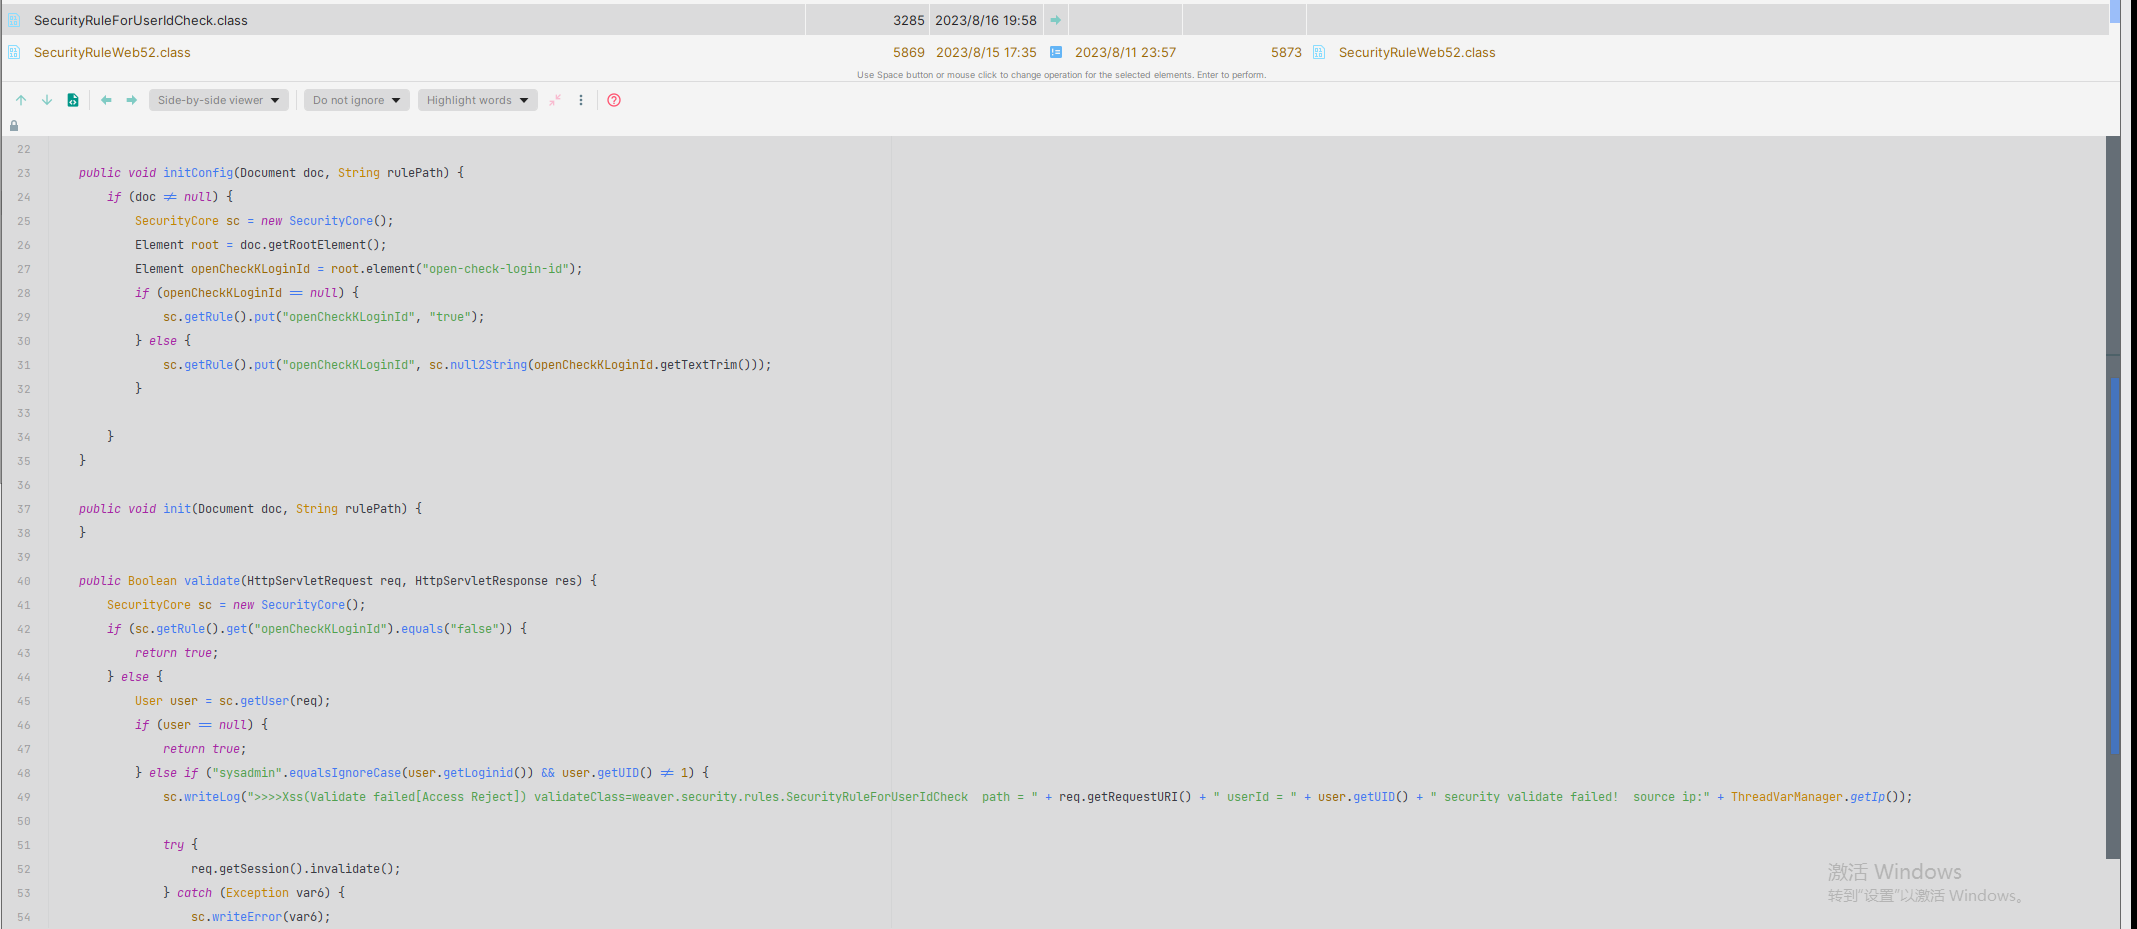 SecurityRuleForUserIdCheck.class 3285 2023/8/16 19:58
SecurityRuleWeb52.class 5869 2023/8/15 17:35 2023/8/11 23:57 5873 SecurityRuleWeb52.class
Use Space button or mouse click to change operation for the selected elements. Enter to perform.
Side-by-side viewer Do not ignore Highlight words
22
23 public void initConfig(Document doc, String rulePath) {
24 if (doc ≠ null) {
25 SecurityCore sc = new SecurityCore();
26 Element root = doc.getRootElement();
27 Element openCheckKLoginId = root.element("open-check-login-id");
28 if (openCheckKLoginId == null) {
29 sc.getRule().put("openCheckKLoginId", "true");
30 } else {
31 sc.getRule().put("openCheckKLoginId", sc.null2String(openCheckKLoginId.getTextTrim()));
32 }
33
34 }
35 }
36
37 public void init(Document doc, String rulePath) {
38 }
39
40 public Boolean validate(HttpServletRequest req, HttpServletResponse res) {
41 SecurityCore sc = new SecurityCore();
42 if (sc.getRule().get("openCheckKLoginId").equals("false")) {
43 return true;
44 } else {
45 User user = sc.getUser(req);
46 if (user == null) {
47 return true;
48 } else if ("sysadmin".equalsIgnoreCase(user.getLoginid()) && user.getUID() ≠ 1) {
49 sc.writeLog(">>>>Xss(Validate failed[Access Reject]) validateClass=weaver.security.rules.SecurityRuleForUserIdCheck  path = " + req.getRequestURI() + " userId = " + user.getUID() + " security validate failed!  source ip:" + ThreadVarManager.getIp());
50
51 try {
52 req.getSession().invalidate();
53 } catch (Exception var6) {
54 sc.writeError(var6);
激活 Windows
转到"设置"以激活 Windows。